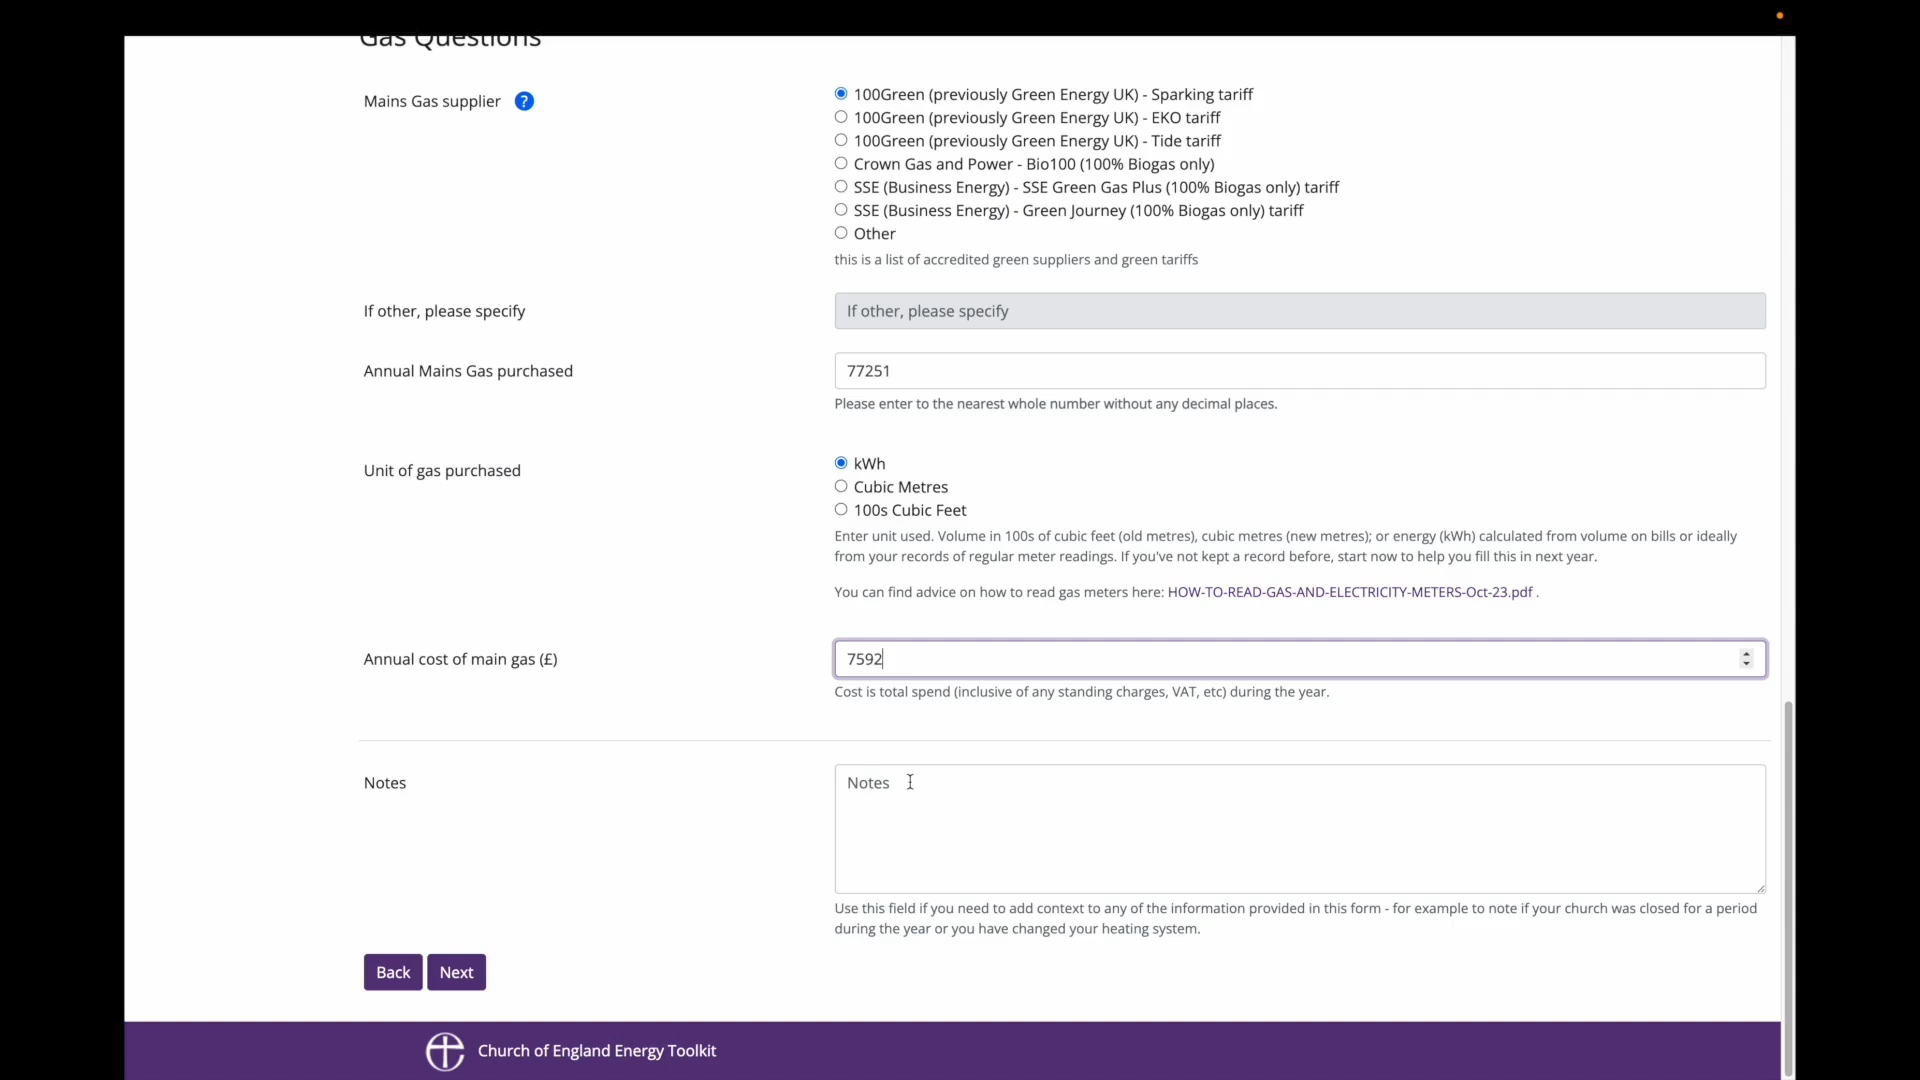 Gas Questions
Mains Gas supplier ?
100Green (previously Green Energy UK) - Sparking tariff
100Green (previously Green Energy UK) - EKO tariff
100Green (previously Green Energy UK) - Tide tariff
Crown Gas and Power - Bio100 (100% Biogas only)
SSE (Business Energy) - SSE Green Gas Plus (100% Biogas only) tariff
SSE (Business Energy) - Green Journey (100% Biogas only) tariff
Other
this is a list of accredited green suppliers and green tariffs
If other, please specify
If other, please specify
Annual Mains Gas purchased
77251
Please enter to the nearest whole number without any decimal places.
Unit of gas purchased
kWh
Cubic Metres
100s Cubic Feet
Enter unit used. Volume in 100s of cubic feet (old metres), cubic metres (new metres); or energy (kWh) calculated from volume on bills or ideally
from your records of regular meter readings. If you've not kept a record before, start now to help you fill this in next year.
You can find advice on how to read gas meters here: HOW-TO-READ-GAS-AND-ELECTRICITY-METERS-Oct-23.pdf .
Annual cost of main gas (£)
7592
Cost is total spend (inclusive of any standing charges, VAT, etc) during the year.
Notes
Notes
Use this field if you need to add context to any of the information provided in this form - for example to note if your church was closed for a period
during the year or you have changed your heating system.
Back Next
Church of England Energy Toolkit